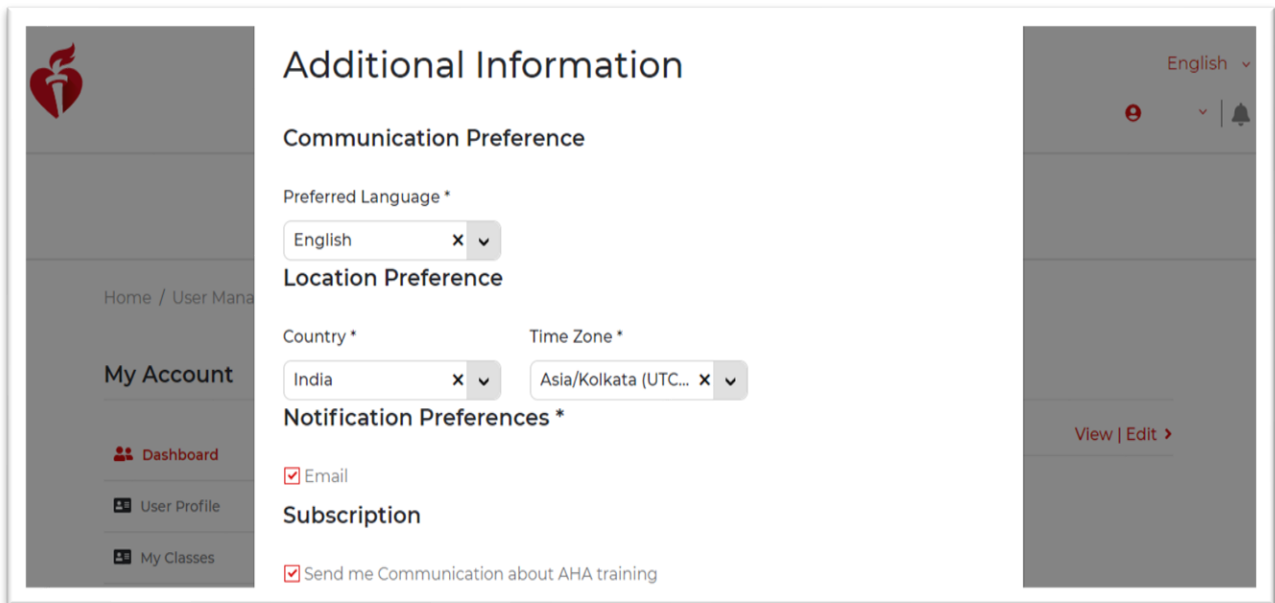 Additional Information
English
Communication Preference
Preferred Language *
English
Location Preference
Home / User Mana
Country *
Time Zone *
My Account
India
Asia/Kolkata (UTC...
Notification Preferences *
View | Edit
Dashboard
Email
User Profile
Subscription
My Classes
Send me Communication about AHA training